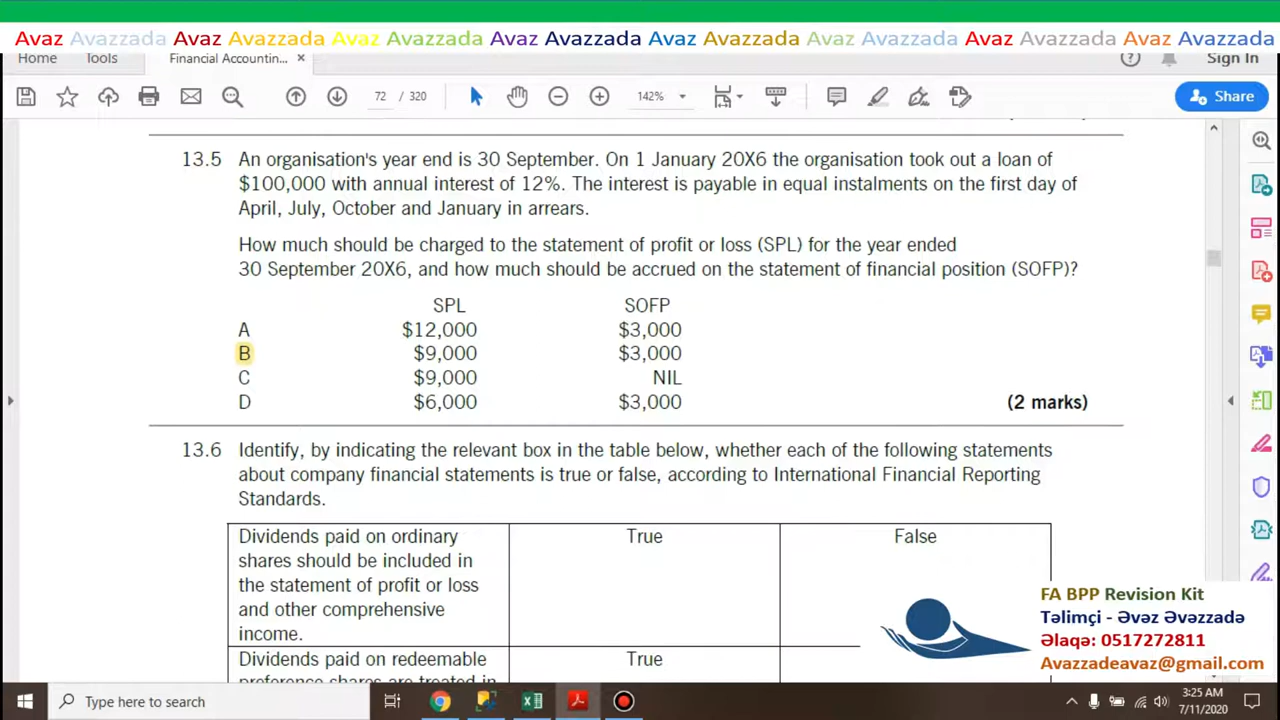 Avaz Avazzada Avaz Avazzada Avaz Avazzada Avaz Avazzada Avaz Avazzada Avaz Avazzada Avaz Avazzada Avaz Avazzada
Home Tools Financial Accountin... × Sign In
72 / 320 142% Share
13.5 An organisation's year end is 30 September. On 1 January 20X6 the organisation took out a loan of
$100,000 with annual interest of 12%. The interest is payable in equal instalments on the first day of
April, July, October and January in arrears.
How much should be charged to the statement of profit or loss (SPL) for the year ended
30 September 20X6, and how much should be accrued on the statement of financial position (SOFP)?
SPL SOFP
A $12,000 $3,000
B $9,000 $3,000
C $9,000 NIL
D $6,000 $3,000 (2 marks)
13.6 Identify, by indicating the relevant box in the table below, whether each of the following statements
about company financial statements is true or false, according to International Financial Reporting
Standards.
Dividends paid on ordinary True False
shares should be included in
the statement of profit or loss
and other comprehensive
income.
Dividends paid on redeemable True
preference shares are treated in
FA BPP Revision Kit
Təlimçi - Əvəz Əvəzzadə
Əlaqə: 0517272811
Avazzadeavaz@gmail.com
Type here to search
3:25 AM
7/11/2020